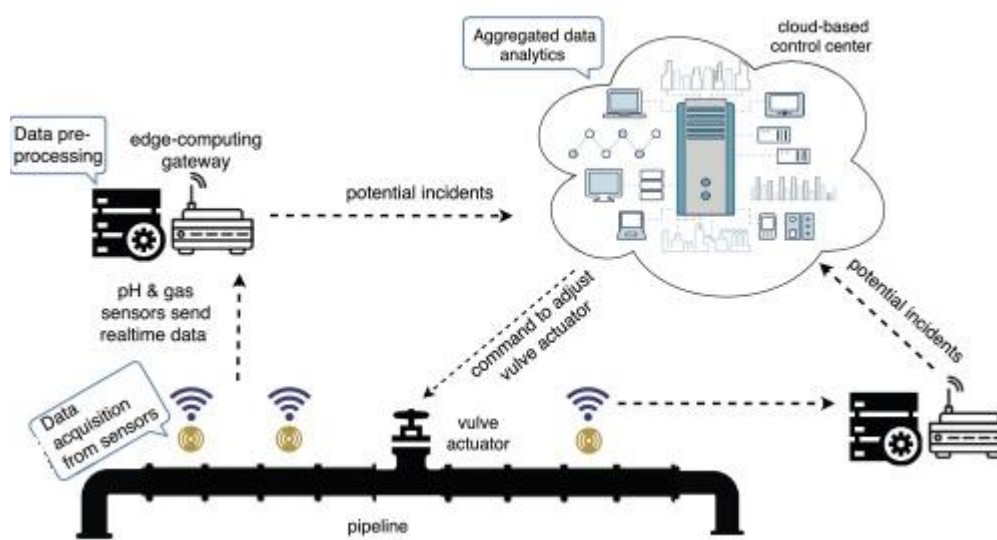 Aggregated data
analytics
cloud-based
control center
Data pre-
processing
edge-computing
gateway
potential incidents
pH & gas
sensors send
realtime data
command to adjust
vulve actuator
potential incidents
Data
acquisition
from sensors
vulve
actuator
pipeline